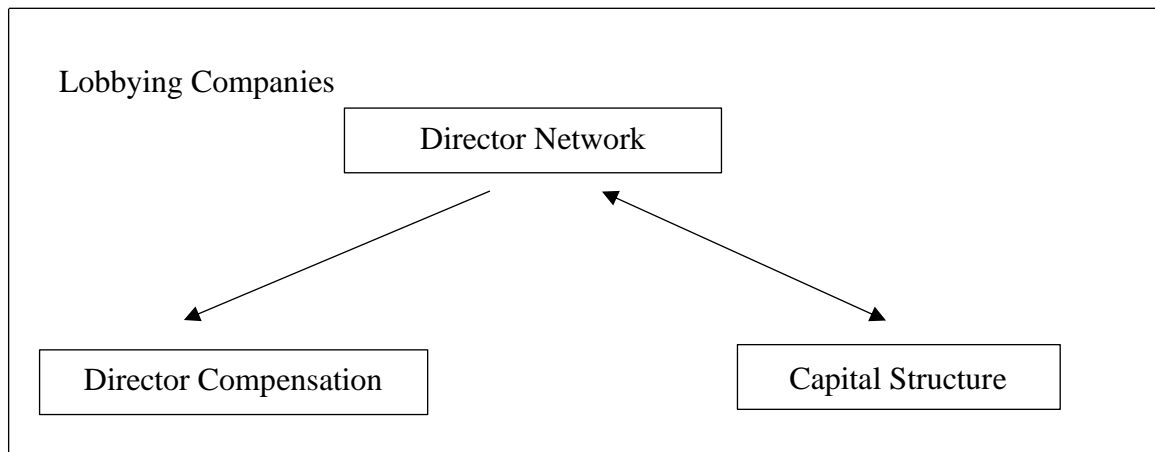 Lobbying Companies
Director Network
Director Compensation
Capital Structure